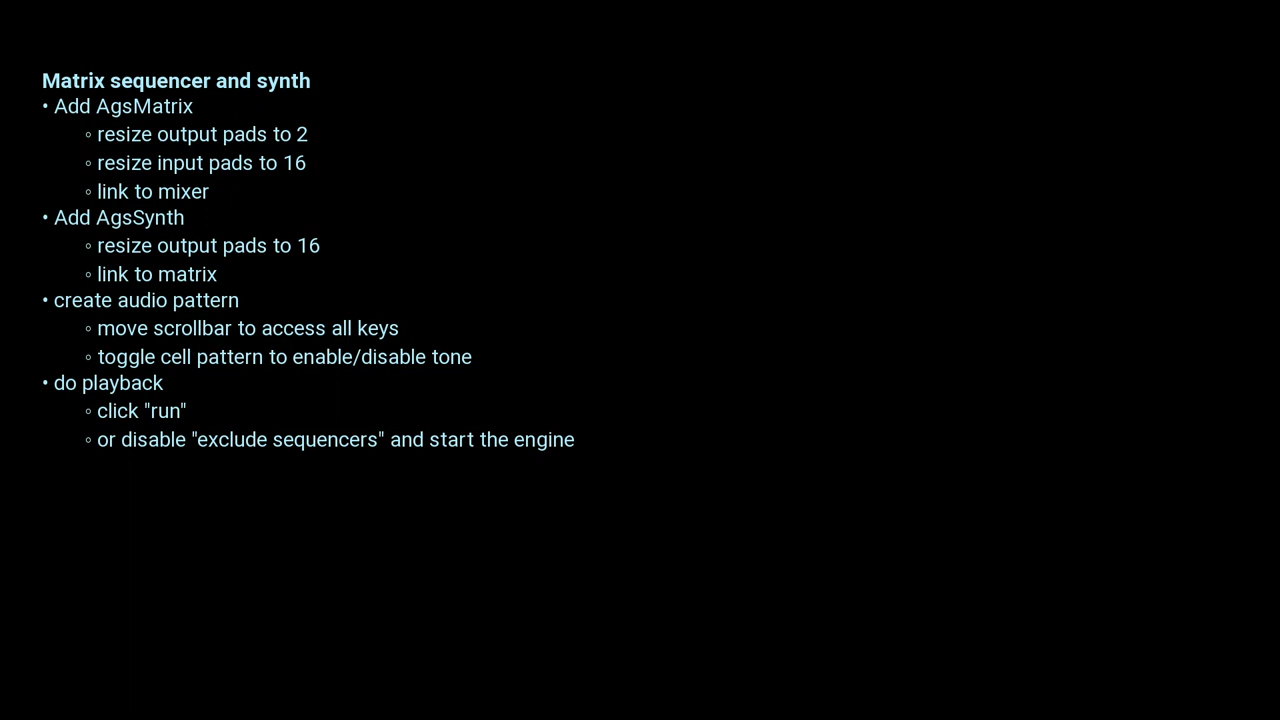 Matrix sequencer and synth
• Add AgsMatrix
◦ resize output pads to 2
◦ resize input pads to 16
◦ link to mixer
• Add AgsSynth
◦ resize output pads to 16
◦ link to matrix
• create audio pattern
◦ move scrollbar to access all keys
◦ toggle cell pattern to enable/disable tone
• do playback
◦ click "run"
◦ or disable "exclude sequencers" and start the engine